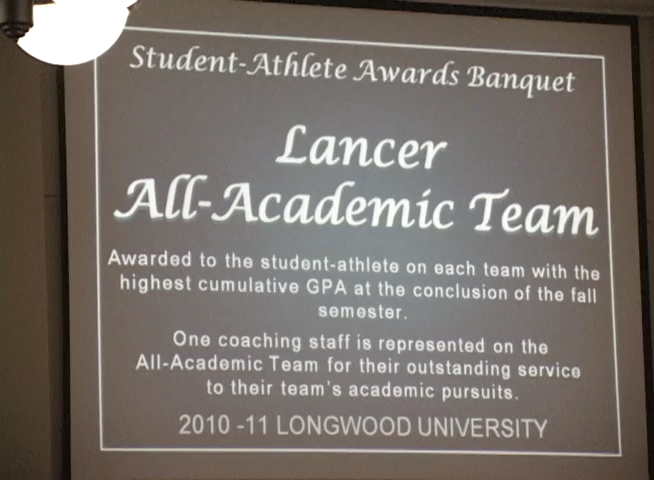 Student-Athlete Awards Banquet
Lancer
All-Academic Team
Awarded to the student-athlete on each team with the
highest cumulative GPA at the conclusion of the fall
semester.
One coaching staff is represented on the
All-Academic Team for their outstanding service
to their team's academic pursuits.
2010 -11 LONGWOOD UNIVERSITY